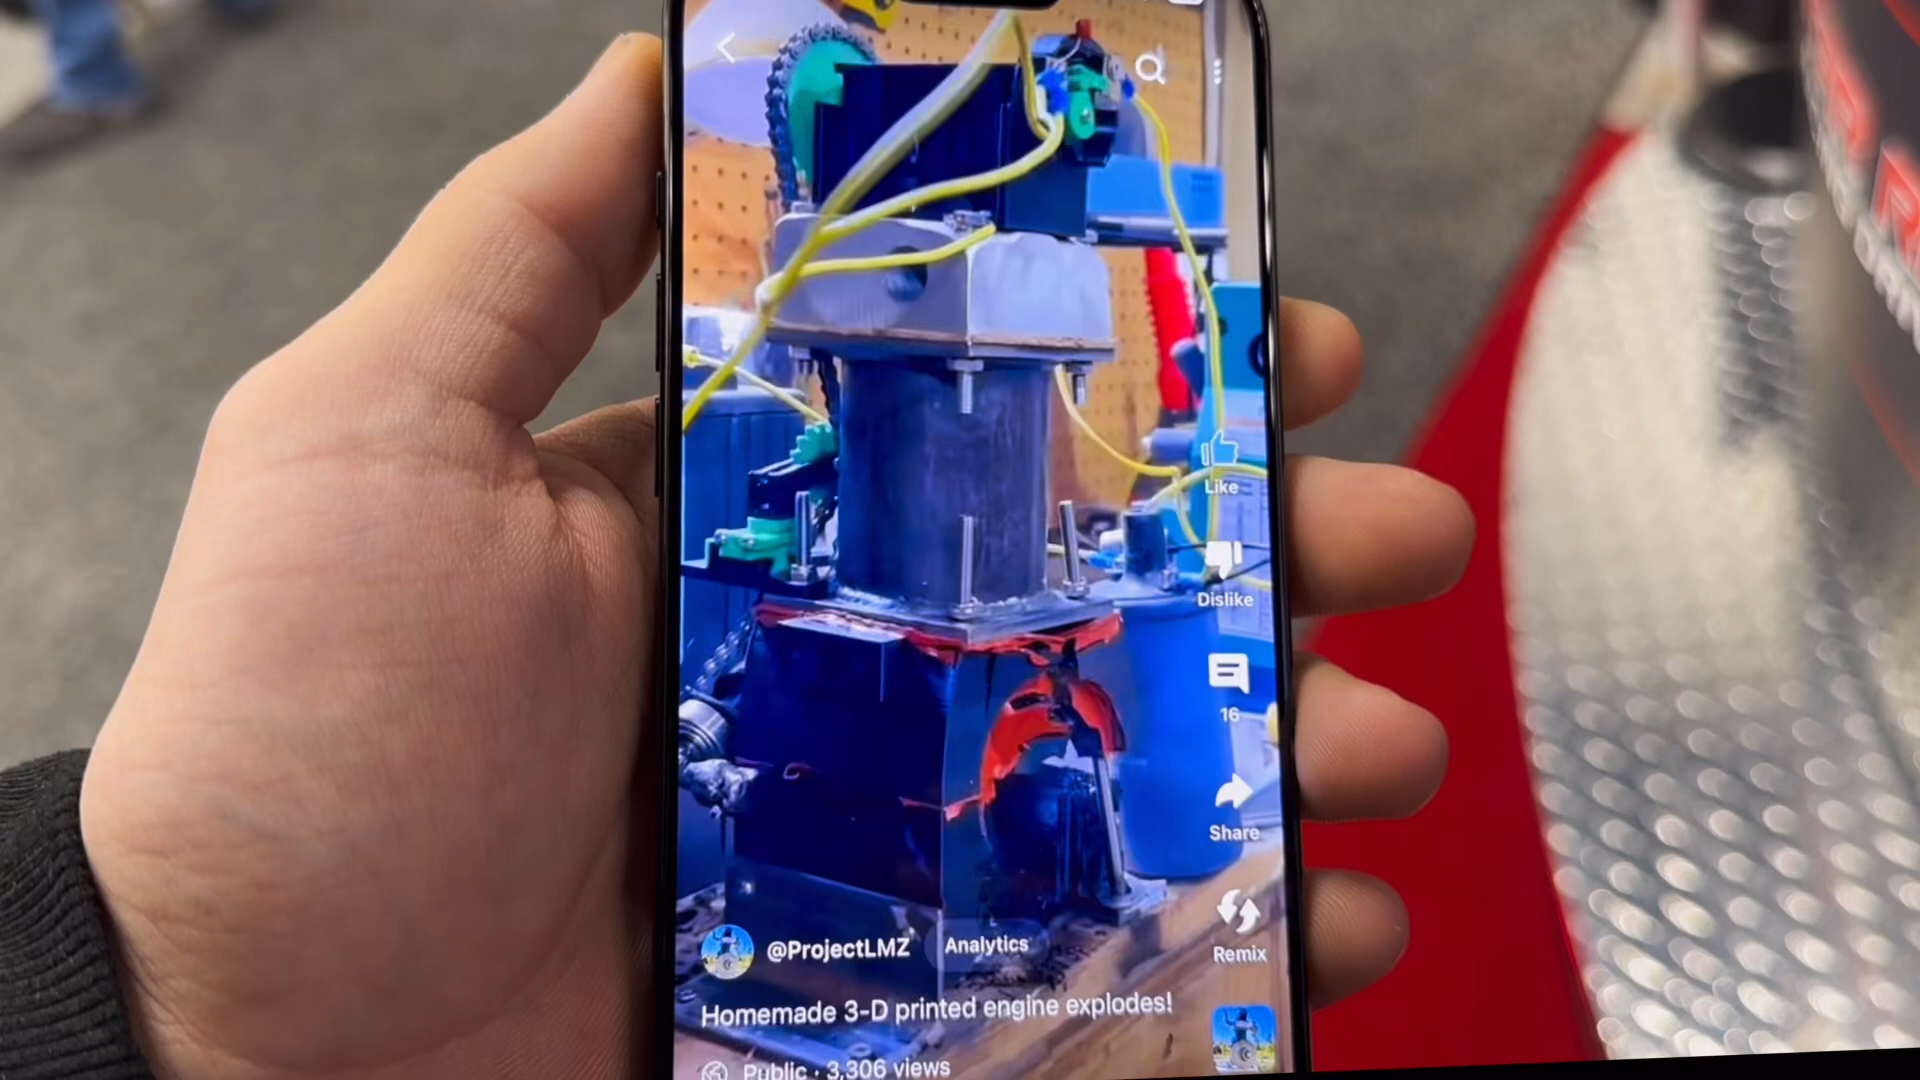 Like
Dislike
16
Share
Remix
@ProjectLMZ
Analytics
Homemade 3-D printed engine explodes!
Public · 3,306 views